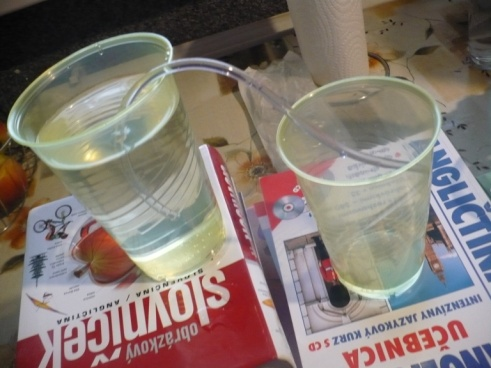 obrázkový
slovníček
SLOVENČINA / ANGLIČTINA
ANGLIČTINA
INTENZÍVNY JAZYKOVÝ KURZ S CD
UČEBNICA